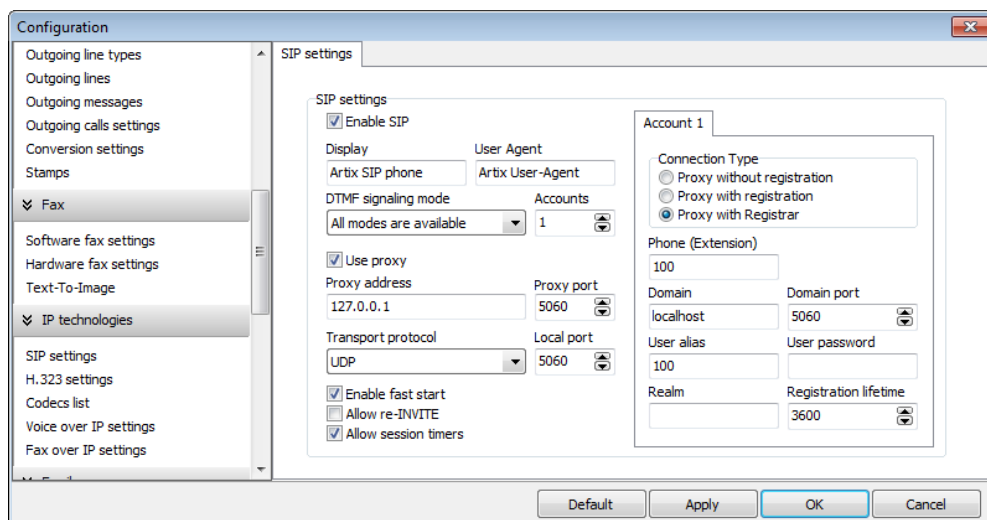 Configuration
Outgoing line types
Outgoing lines
Outgoing messages
Outgoing calls settings
Conversion settings
Stamps
Fax
Software fax settings
Hardware fax settings
Text-To-Image
IP technologies
SIP settings
H.323 settings
Codecs list
Voice over IP settings
Fax over IP settings
SIP settings
SIP settings
Enable SIP
Display
User Agent
Artix SIP phone
Artix User-Agent
DTMF signaling mode
Accounts
All modes are available
1
Use proxy
Proxy address
Proxy port
127.0.0.1
5060
Transport protocol
Local port
UDP
5060
Enable fast start
Allow re-INVITE
Allow session timers
Account 1
Connection Type
Proxy without registration
Proxy with registration
Proxy with Registrar
Phone (Extension)
100
Domain
Domain port
localhost
5060
User alias
User password
100
Realm
Registration lifetime
3600
Default
Apply
OK
Cancel